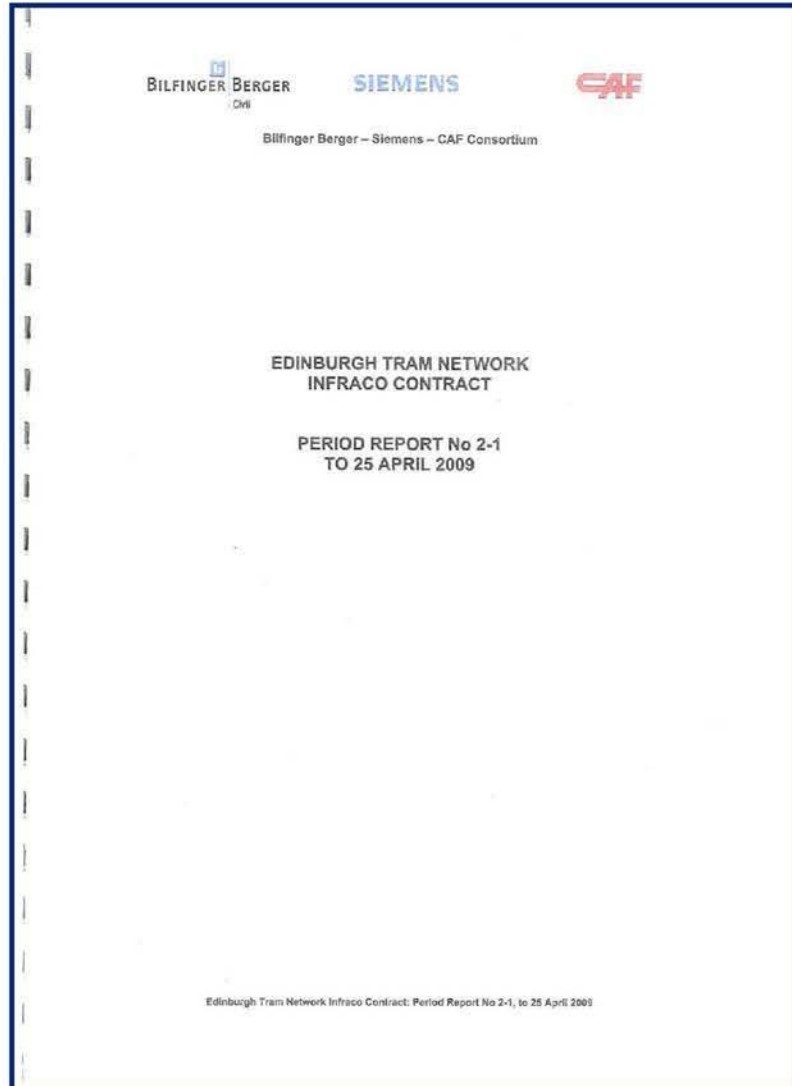 BILFINGER BERGER
Civil
SIEMENS
CAF
Bilfinger Berger – Siemens – CAF Consortium
EDINBURGH TRAM NETWORK
INFRACO CONTRACT
PERIOD REPORT No 2-1
TO 25 APRIL 2009
Edinburgh Tram Network Infraco Contract: Period Report No 2-1, to 25 April 2009